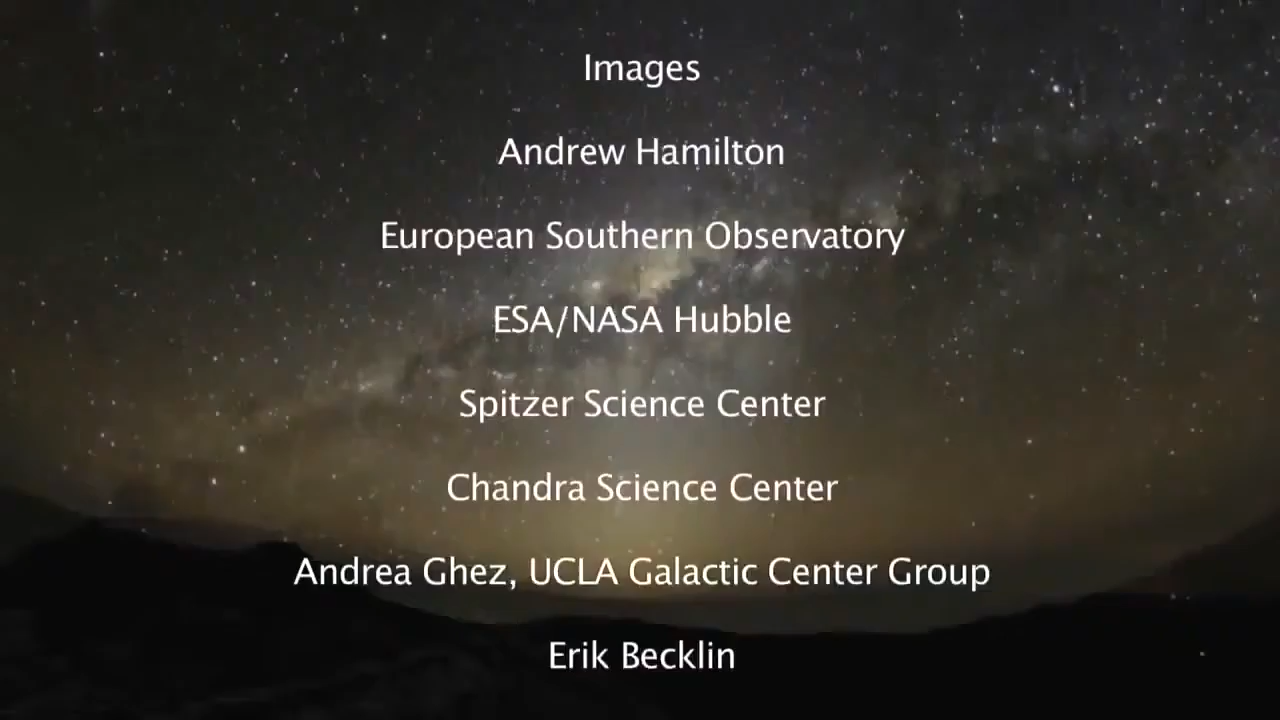 Images
Andrew Hamilton
European Southern Observatory
ESA/NASA Hubble
Spitzer Science Center
Chandra Science Center
Andrea Ghez, UCLA Galactic Center Group
Erik Becklin